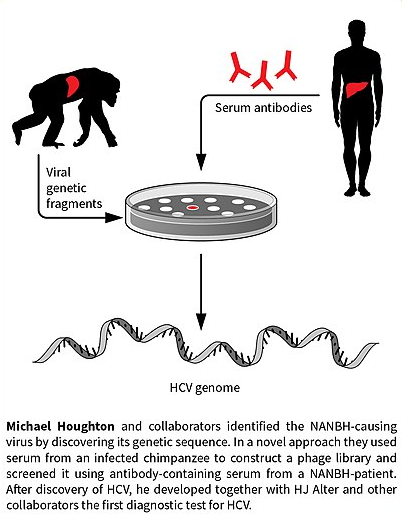 Serum antibodies
Viral
genetic
fragments
HCV genome
Michael Houghton and collaborators identified the NANBH-causing
virus by discovering its genetic sequence. In a novel approach they used
serum from an infected chimpanzee to construct a phage library and
screened it using antibody-containing serum from a NANBH-patient.
After discovery of HCV, he developed together with HJ Alter and other
collaborators the first diagnostic test for HCV.